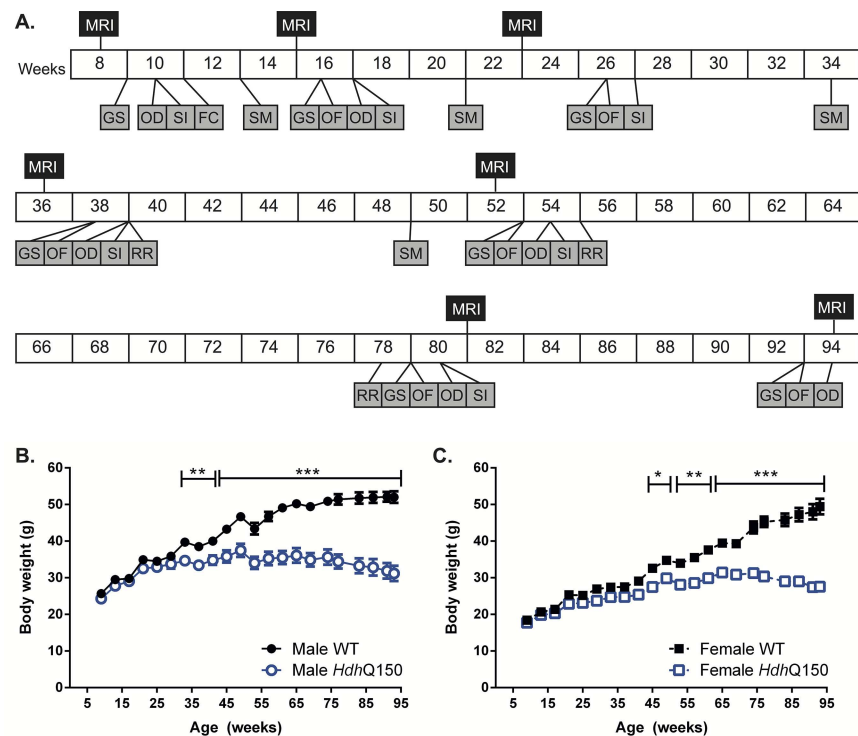 A.
MRI MRI MRI
Weeks 8 10 12 14 16 18 20 22 24 26 28 30 32 34
GS OD SI FC SM GS OF OD SI SM GS OF SI SM
MRI MRI
36 38 40 42 44 46 48 50 52 54 56 58 60 62 64
GS OF OD SI RR SM GS OF OD SI RR
MRI MRI
66 68 70 72 74 76 78 80 82 84 86 88 90 92 94
RR GS OF OD SI GS OF OD
B.
Body weight (g)
60
50
40
30
20
10
0
** ***
Male WT
Male HdhQ150
5 15 25 35 45 55 65 75 85 95
Age (weeks)
C.
Body weight (g)
60
50
40
30
20
10
0
* ** ***
Female WT
Female HdhQ150
5 15 25 35 45 55 65 75 85 95
Age (weeks)